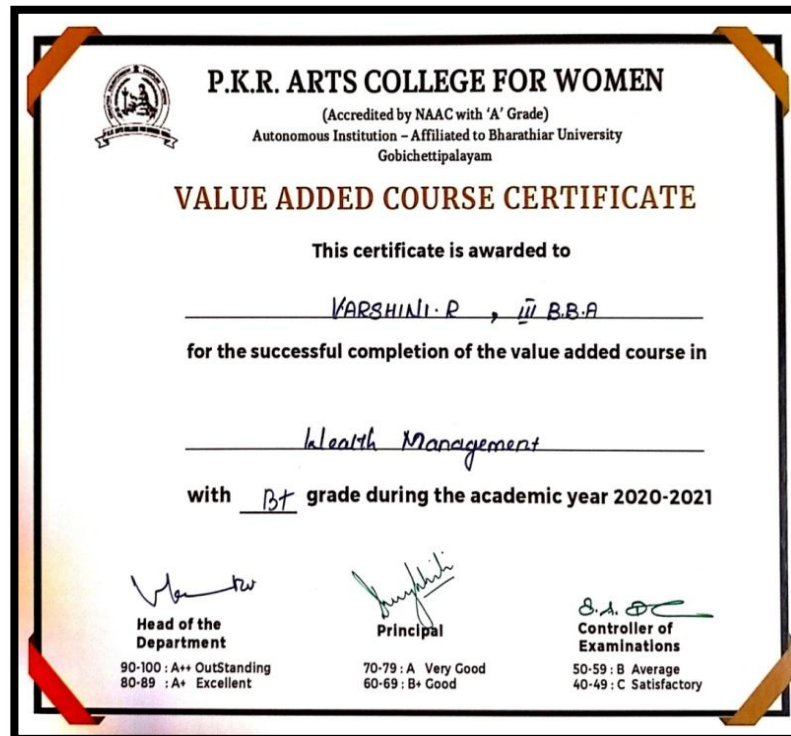 P.K.R. ARTS COLLEGE FOR WOMEN
(Accredited by NAAC with ‘A’ Grade)
Autonomous Institution – Affiliated to Bharathiar University
Gobichettipalayam
VALUE ADDED COURSE CERTIFICATE
This certificate is awarded to
VARSHINI.R , III B.B.A
for the successful completion of the value added course in
Wealth Management
with B+ grade during the academic year 2020-2021
Head of the
Department
Principal
Controller of
Examinations
90-100 : A++ OutStanding
80-89 : A+ Excellent
70-79 : A Very Good
60-69 : B+ Good
50-59 : B Average
40-49 : C Satisfactory